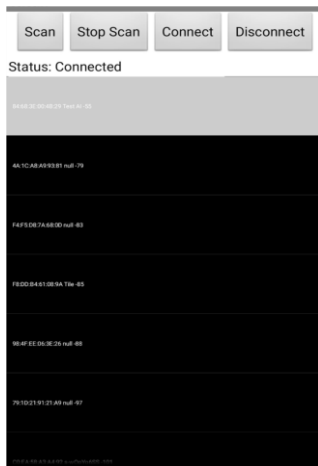 Scan Stop Scan Connect Disconnect
Status: Connected
4A:1C:AB:A9:93:81 null -79
F4:F5:D8:7A:68:0D null -83
F8:DD:B4:61:08:9A Tile -85
98:4F:EE:06:3E:26 null -88
79:1D:21:91:21:A9 null -97